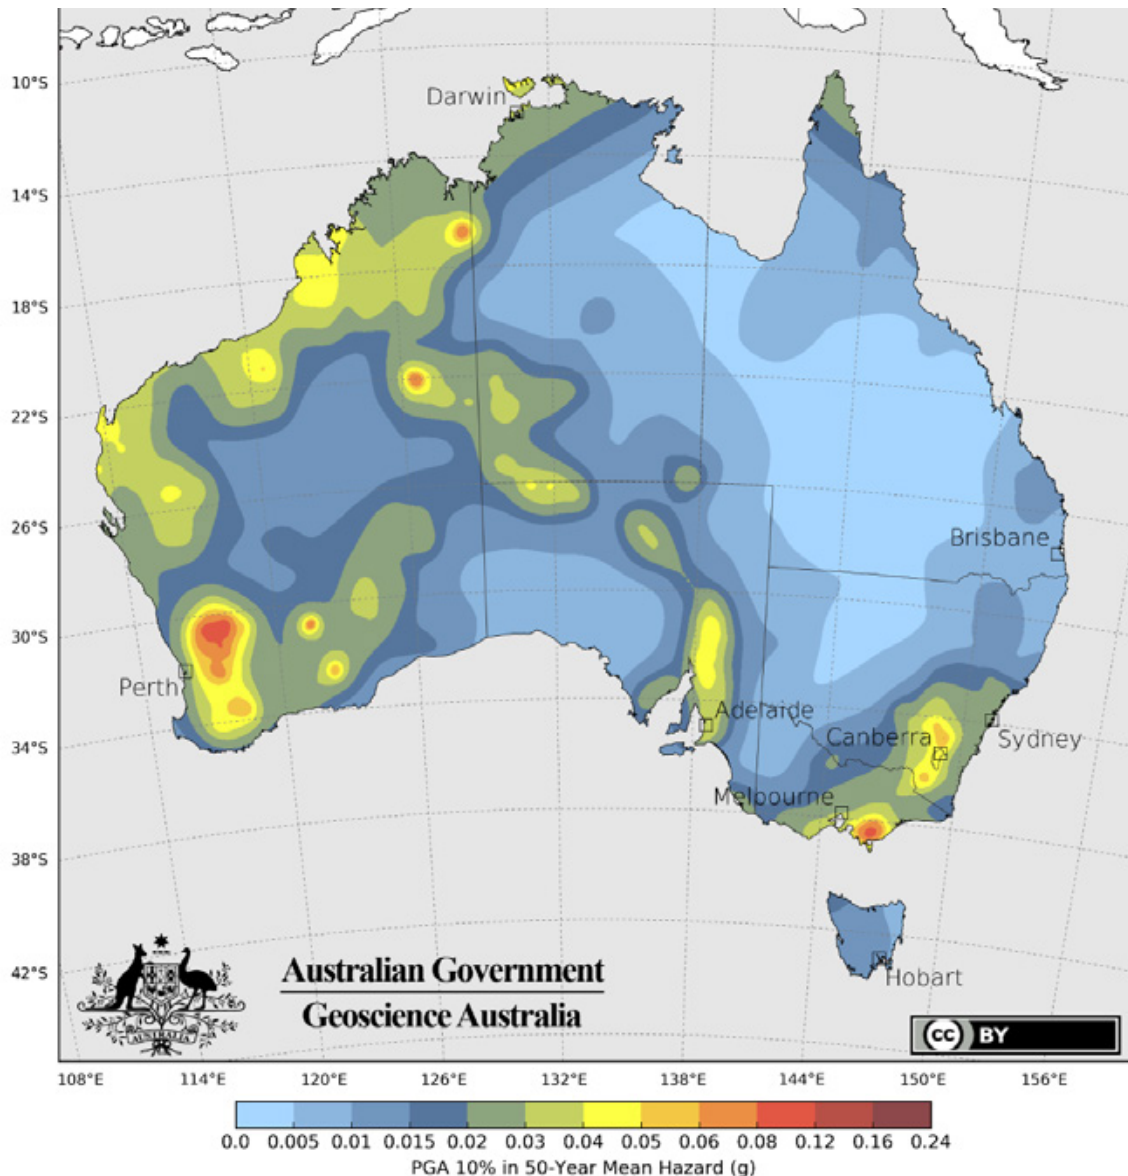 10°S
Darwin
14°S
18°S
22°S
26°S
Brisbane
30°S
Perth
Adelaide
34°S
Canberra
Sydney
Melbourne
38°S
42°S
Hobart
AUSTRALIA
Australian Government
Geoscience Australia
cc BY
108°E 114°E 120°E 126°E 132°E 138°E 144°E 150°E 156°E
0.0 0.005 0.01 0.015 0.02 0.03 0.04 0.05 0.06 0.08 0.12 0.16 0.24
PGA 10% in 50-Year Mean Hazard (g)